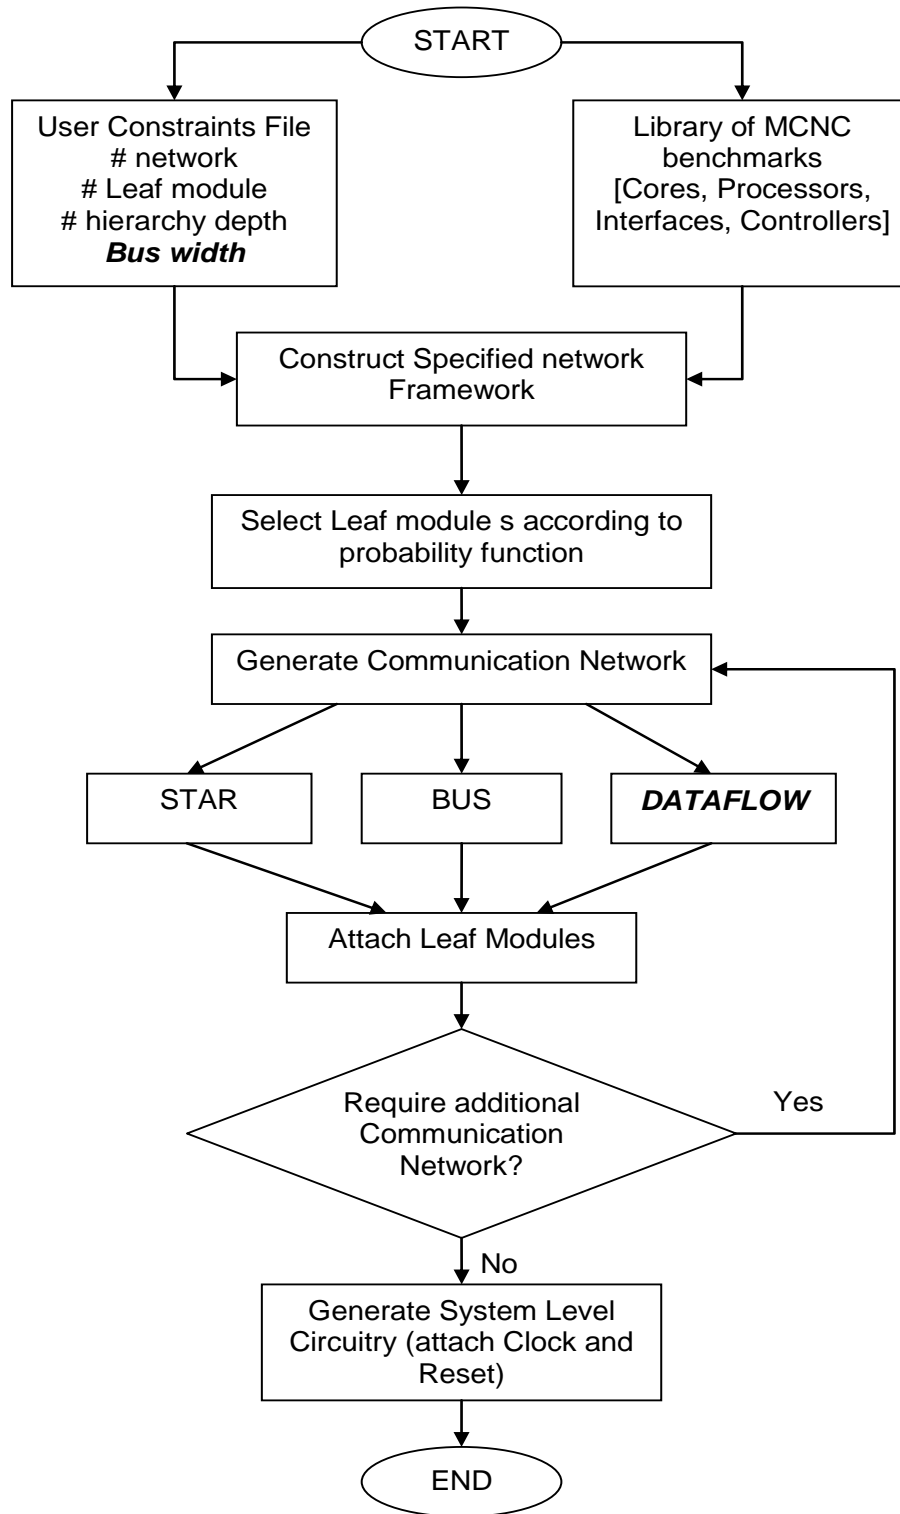 START
User Constraints File
# network
# Leaf module
# hierarchy depth
Bus width
Library of MCNC
benchmarks
[Cores, Processors,
Interfaces, Controllers]
Construct Specified network
Framework
Select Leaf module s according to
probability function
Generate Communication Network
STAR
BUS
DATAFLOW
Attach Leaf Modules
Require additional
Communication
Network?
Yes
No
Generate System Level
Circuitry (attach Clock and
Reset)
END